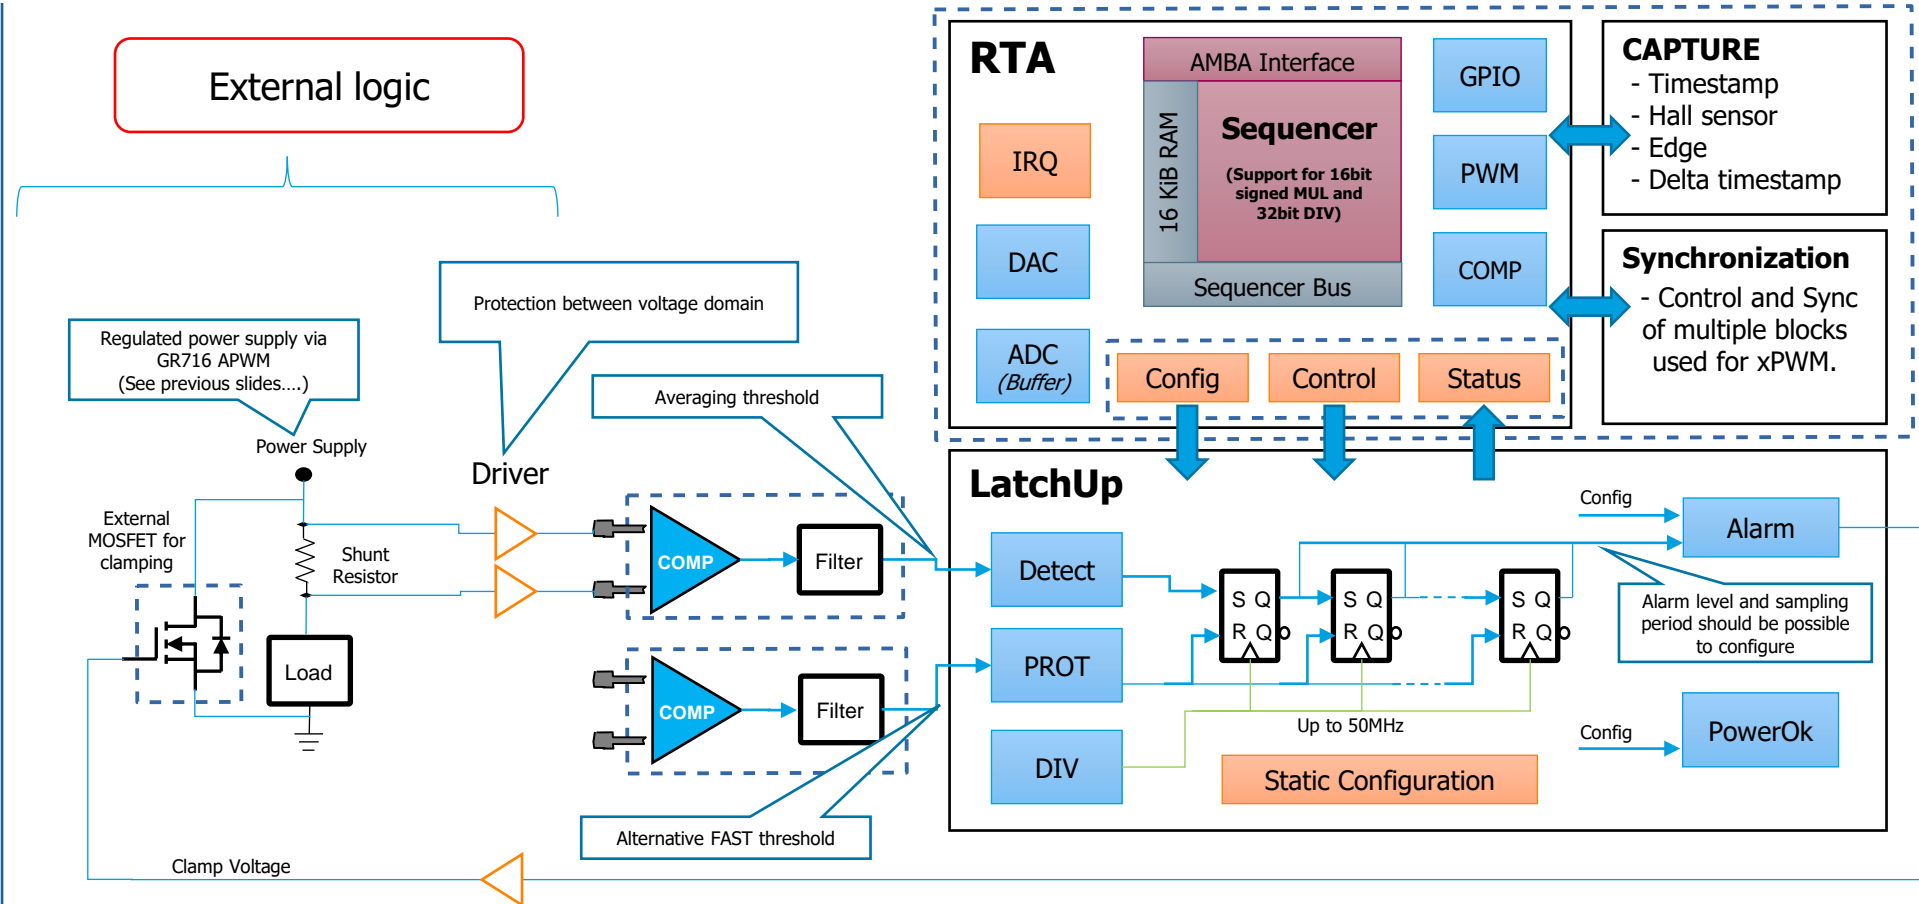 External logic
RTA
AMBA Interface
16 KiB RAM
Sequencer
(Support for 16bit
signed MUL and
32bit DIV)
Sequencer Bus
IRQ
DAC
ADC
(Buffer)
GPIO
PWM
COMP
Config
Control
Status
CAPTURE
- Timestamp
- Hall sensor
- Edge
- Delta timestamp
Synchronization
- Control and Sync
of multiple blocks
used for xPWM.
Protection between voltage domain
Regulated power supply via
GR716 APWM
(See previous slides….)
Averaging threshold
Power Supply
Driver
External
MOSFET for
clamping
Shunt
Resistor
Load
COMP
Filter
COMP
Filter
Alternative FAST threshold
Clamp Voltage
LatchUp
Detect
PROT
DIV
S Q
R Q
S Q
R Q
S Q
R Q
Up to 50MHz
Static Configuration
Config
Alarm
Alarm level and sampling
period should be possible
to configure
Config
PowerOk